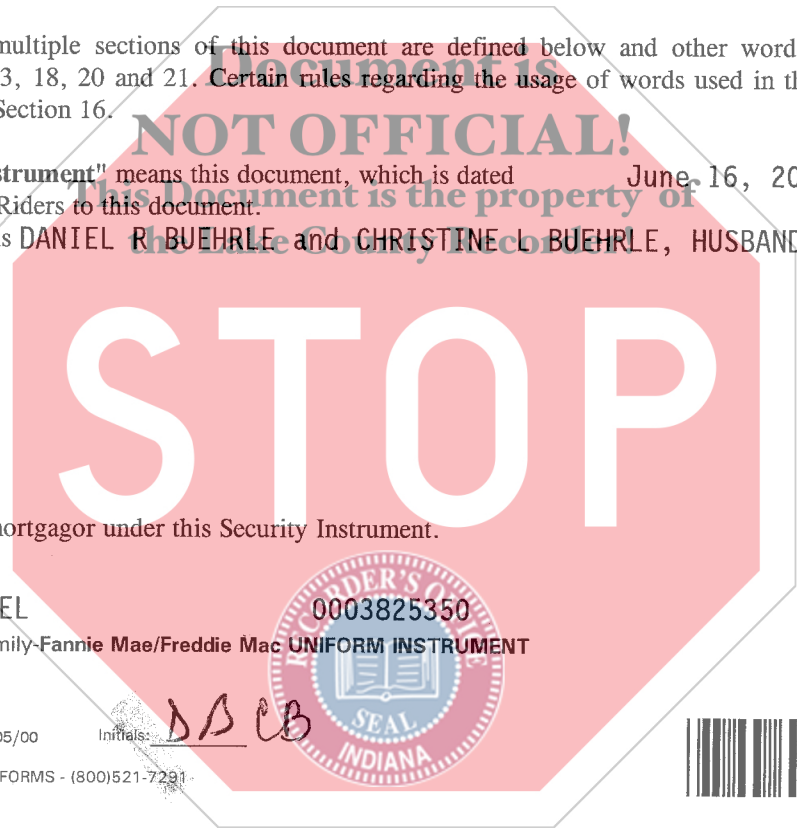 multiple sections of this document are defined below and other word
3, 18, 20 and 21. Certain rules regarding the usage of words used in th
Section 16.
Document is
NOT OFFICIAL!
This Document is the property of
the Lake County Recorder!
strument" means this document, which is dated June 16, 20
Riders to this document.
s DANIEL R BUEHRLE and CHRISTINE L BUEHRLE, HUSBAND
STOP
ortgagor under this Security Instrument.
EL 0003825350
mily-Fannie Mae/Freddie Mac UNIFORM INSTRUMENT
RECORDER'S OFFICE
SEAL
INDIANA
05/00 Initials: DB CB
FORMS - (800)521-7291